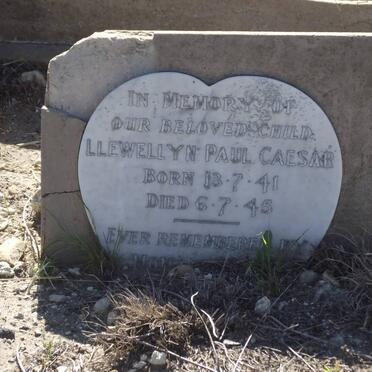 IN MEMORY OF
OUR BELOVED CHILD
LLEWELLYN PAUL CAESAR
BORN 13·7·41
DIED 6·7·45
EVER REMEMBERED